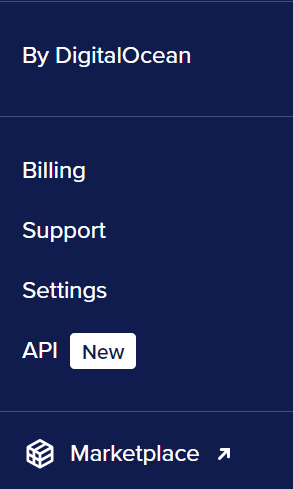 By DigitalOcean
Billing
Support
Settings
API New
Marketplace